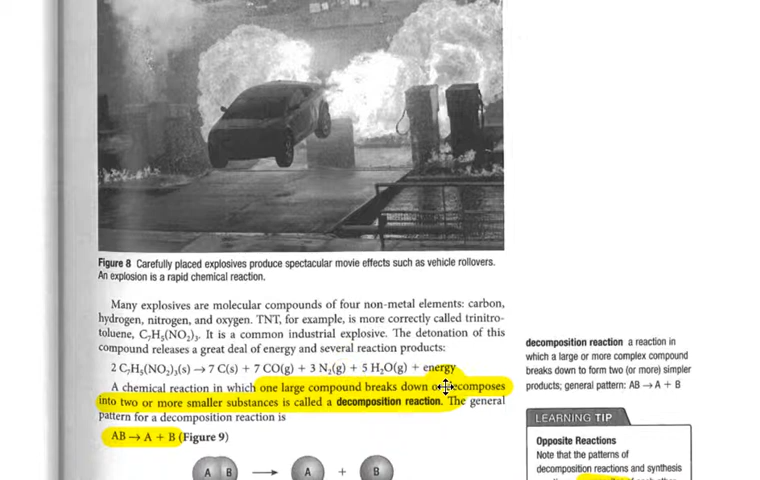 Figure 8 Carefully placed explosives produce spectacular movie effects such as vehicle rollovers.
An explosion is a rapid chemical reaction.
Many explosives are molecular compounds of four non-metal elements: carbon,
hydrogen, nitrogen, and oxygen. TNT, for example, is more correctly called trinitro-
toluene, C₇H₅(NO₂)₃. It is a common industrial explosive. The detonation of this
compound releases a great deal of energy and several reaction products:
2 C₇H₅(NO₂)₃(s) → 7 C(s) + 7 CO(g) + 3 N₂(g) + 5 H₂O(g) + energy
A chemical reaction in which one large compound breaks down
into two or more smaller substances is called a decomposition reaction. The general
pattern for a decomposition reaction is
AB → A + B (Figure 9)
A B → A + B
decomposition reaction a reaction in
which a large or more complex compound
breaks down to form two (or more) simpler
products; general pattern: AB → A + B
LEARNING TIP
Opposite Reactions
Note that the patterns of
decomposition reactions and synthesis